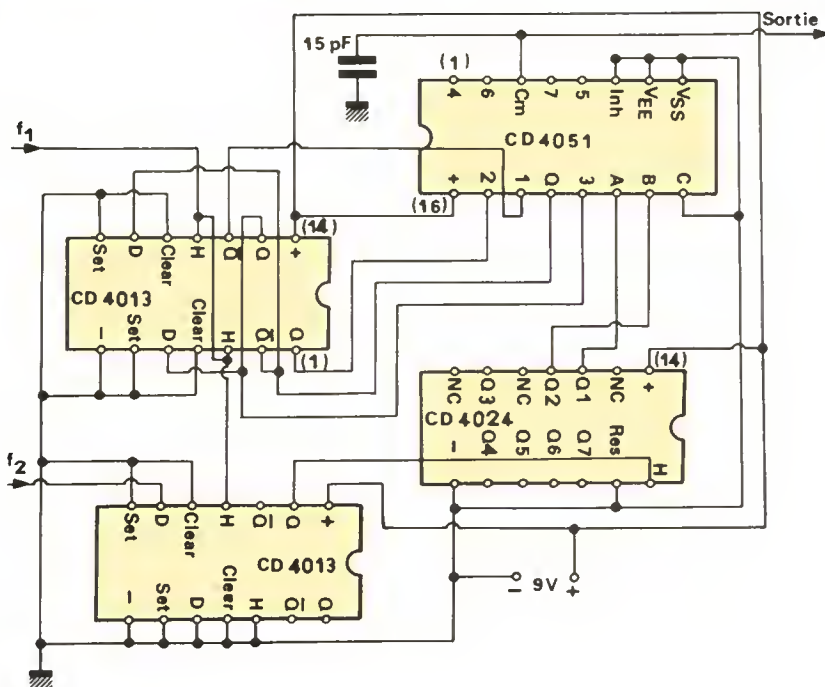 Sortie
15 pF
(1)
4 6 Cm 7 5 Inh VEE VSS
CD 4051
+ 2 1 Q 3 A B C
(16)
f1
(14)
Set D Clear H Q̅ Q +
CD 4013
− Set D Clear H Q̅ Q
(1)
(14)
NC Q3 NC Q2 Q1 NC +
CD 4024
− Q4 Q5 Q6 Q7 Res H
f2
Set D Clear H Q̅ Q +
CD 4013
− Set D Clear H Q̅ Q
− 9V +